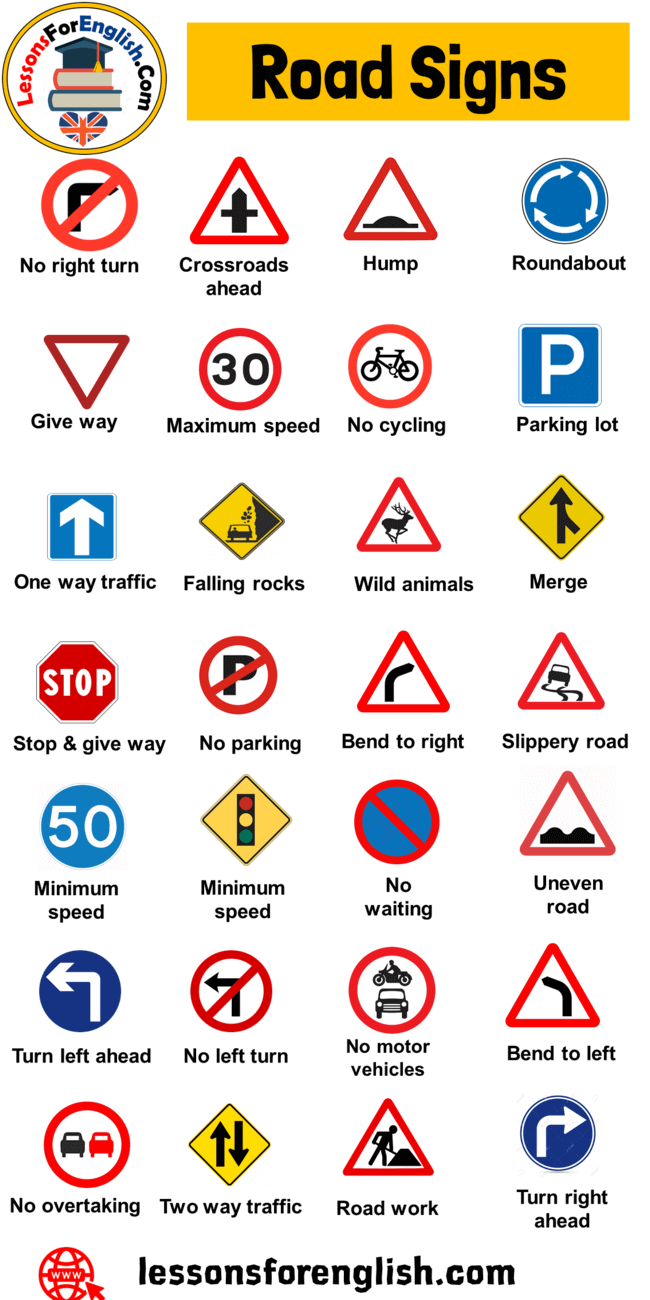 LessonsForEnglish.Com
Road Signs
No right turn
Crossroads
ahead
Hump
Roundabout
30
P
Give way
Maximum speed
No cycling
Parking lot
One way traffic
Falling rocks
Wild animals
Merge
STOP
P
Stop & give way
No parking
Bend to right
Slippery road
50
Minimum
speed
Minimum
speed
No
waiting
Uneven
road
Turn left ahead
No left turn
No motor
vehicles
Bend to left
No overtaking
Two way traffic
Road work
Turn right
ahead
www
lessonsforenglish.com